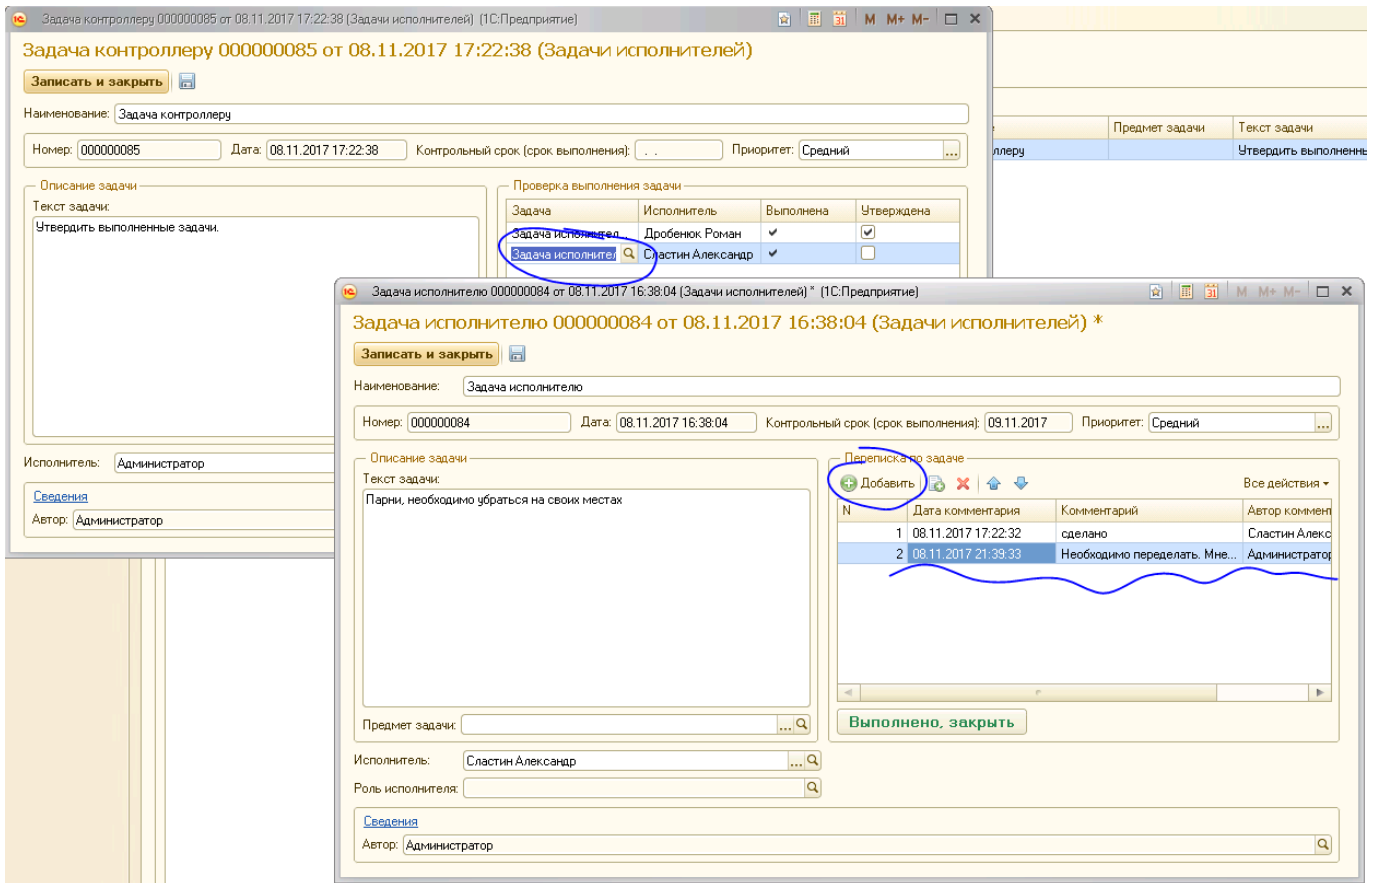 Задача контроллеру 000000085 от 08.11.2017 17:22:38 (Задачи исполнителей) (1С:Предприятие)
31 M M+ M-
Задача контроллеру 000000085 от 08.11.2017 17:22:38 (Задачи исполнителей)
Записать и закрыть
Наименование: Задача контроллеру
Номер: 000000085 Дата: 08.11.2017 17:22:38 Контрольный срок (срок выполнения): . . Приоритет: Средний ...
Описание задачи
Текст задачи:
Утвердить выполненные задачи.
Проверка выполнения задачи
Задача Исполнитель Выполнена Утверждена
Задача исполнител... Дробенюк Роман
Задача исполнител Сластин Александр
Исполнитель: Администратор
Сведения
Автор: Администратор
Предмет задачи Текст задачи
ллеру Утвердить выполненны
Задача исполнителю 000000084 от 08.11.2017 16:38:04 (Задачи исполнителей) * (1С:Предприятие)
31 M M+ M-
Задача исполнителю 000000084 от 08.11.2017 16:38:04 (Задачи исполнителей) *
Записать и закрыть
Наименование: Задача исполнителю
Номер: 000000084 Дата: 08.11.2017 16:38:04 Контрольный срок (срок выполнения): 09.11.2017 Приоритет: Средний ...
Описание задачи
Текст задачи:
Парни, необходимо убраться на своих местах
Переписка по задаче
Добавить Все действия
N Дата комментария Комментарий Автор коммент
1 08.11.2017 17:22:32 сделано Сластин Алекс
2 08.11.2017 21:39:33 Необходимо переделать. Мне... Администратор
Выполнено, закрыть
Предмет задачи: ...
Исполнитель: Сластин Александр ...
Роль исполнителя:
Сведения
Автор: Администратор